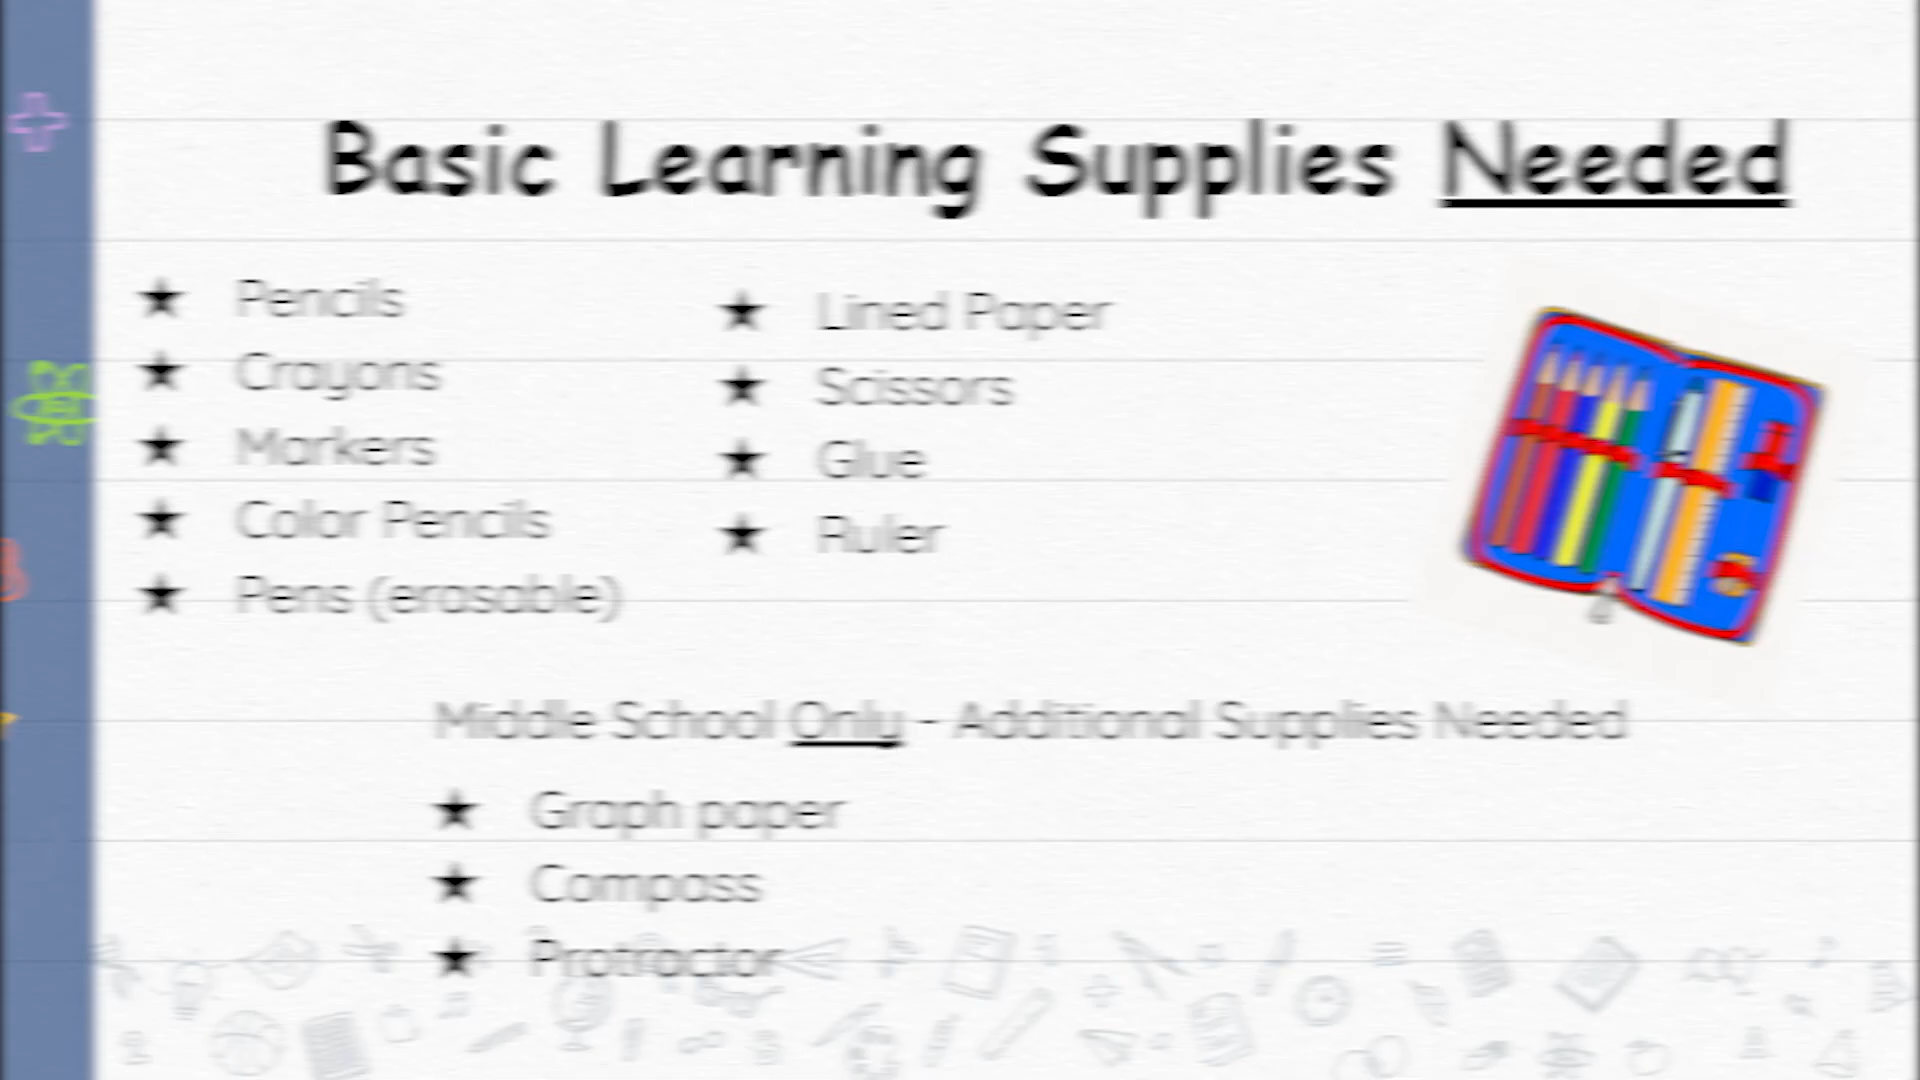 Basic Learning Supplies Needed
★ Pencils
★ Crayons
★ Markers
★ Color Pencils
★ Pens (erasable)
★ Lined Paper
★ Scissors
★ Glue
★ Ruler
Middle School Only - Additional Supplies Needed
★ Graph paper
★ Compass
★ Protractor